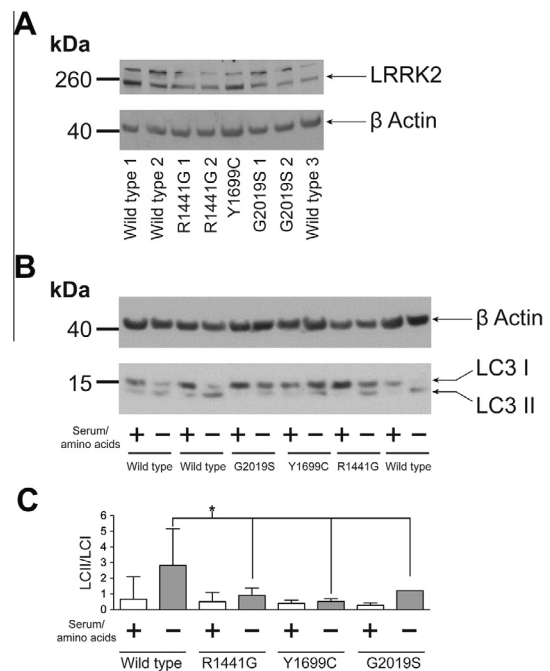 A
kDa
260
LRRK2
40
β Actin
Wild type 1
Wild type 2
R1441G 1
R1441G 2
Y1699C
G2019S 1
G2019S 2
Wild type 3
B
kDa
40
β Actin
15
LC3 I
LC3 II
Serum/
amino acids
+ − + − + − + − + − + −
Wild type Wild type G2019S Y1699C R1441G Wild type
C
LCII/LCI
6
5
4
3
2
1
0
*
Serum/
amino acids
+ − + − + − + −
Wild type R1441G Y1699C G2019S